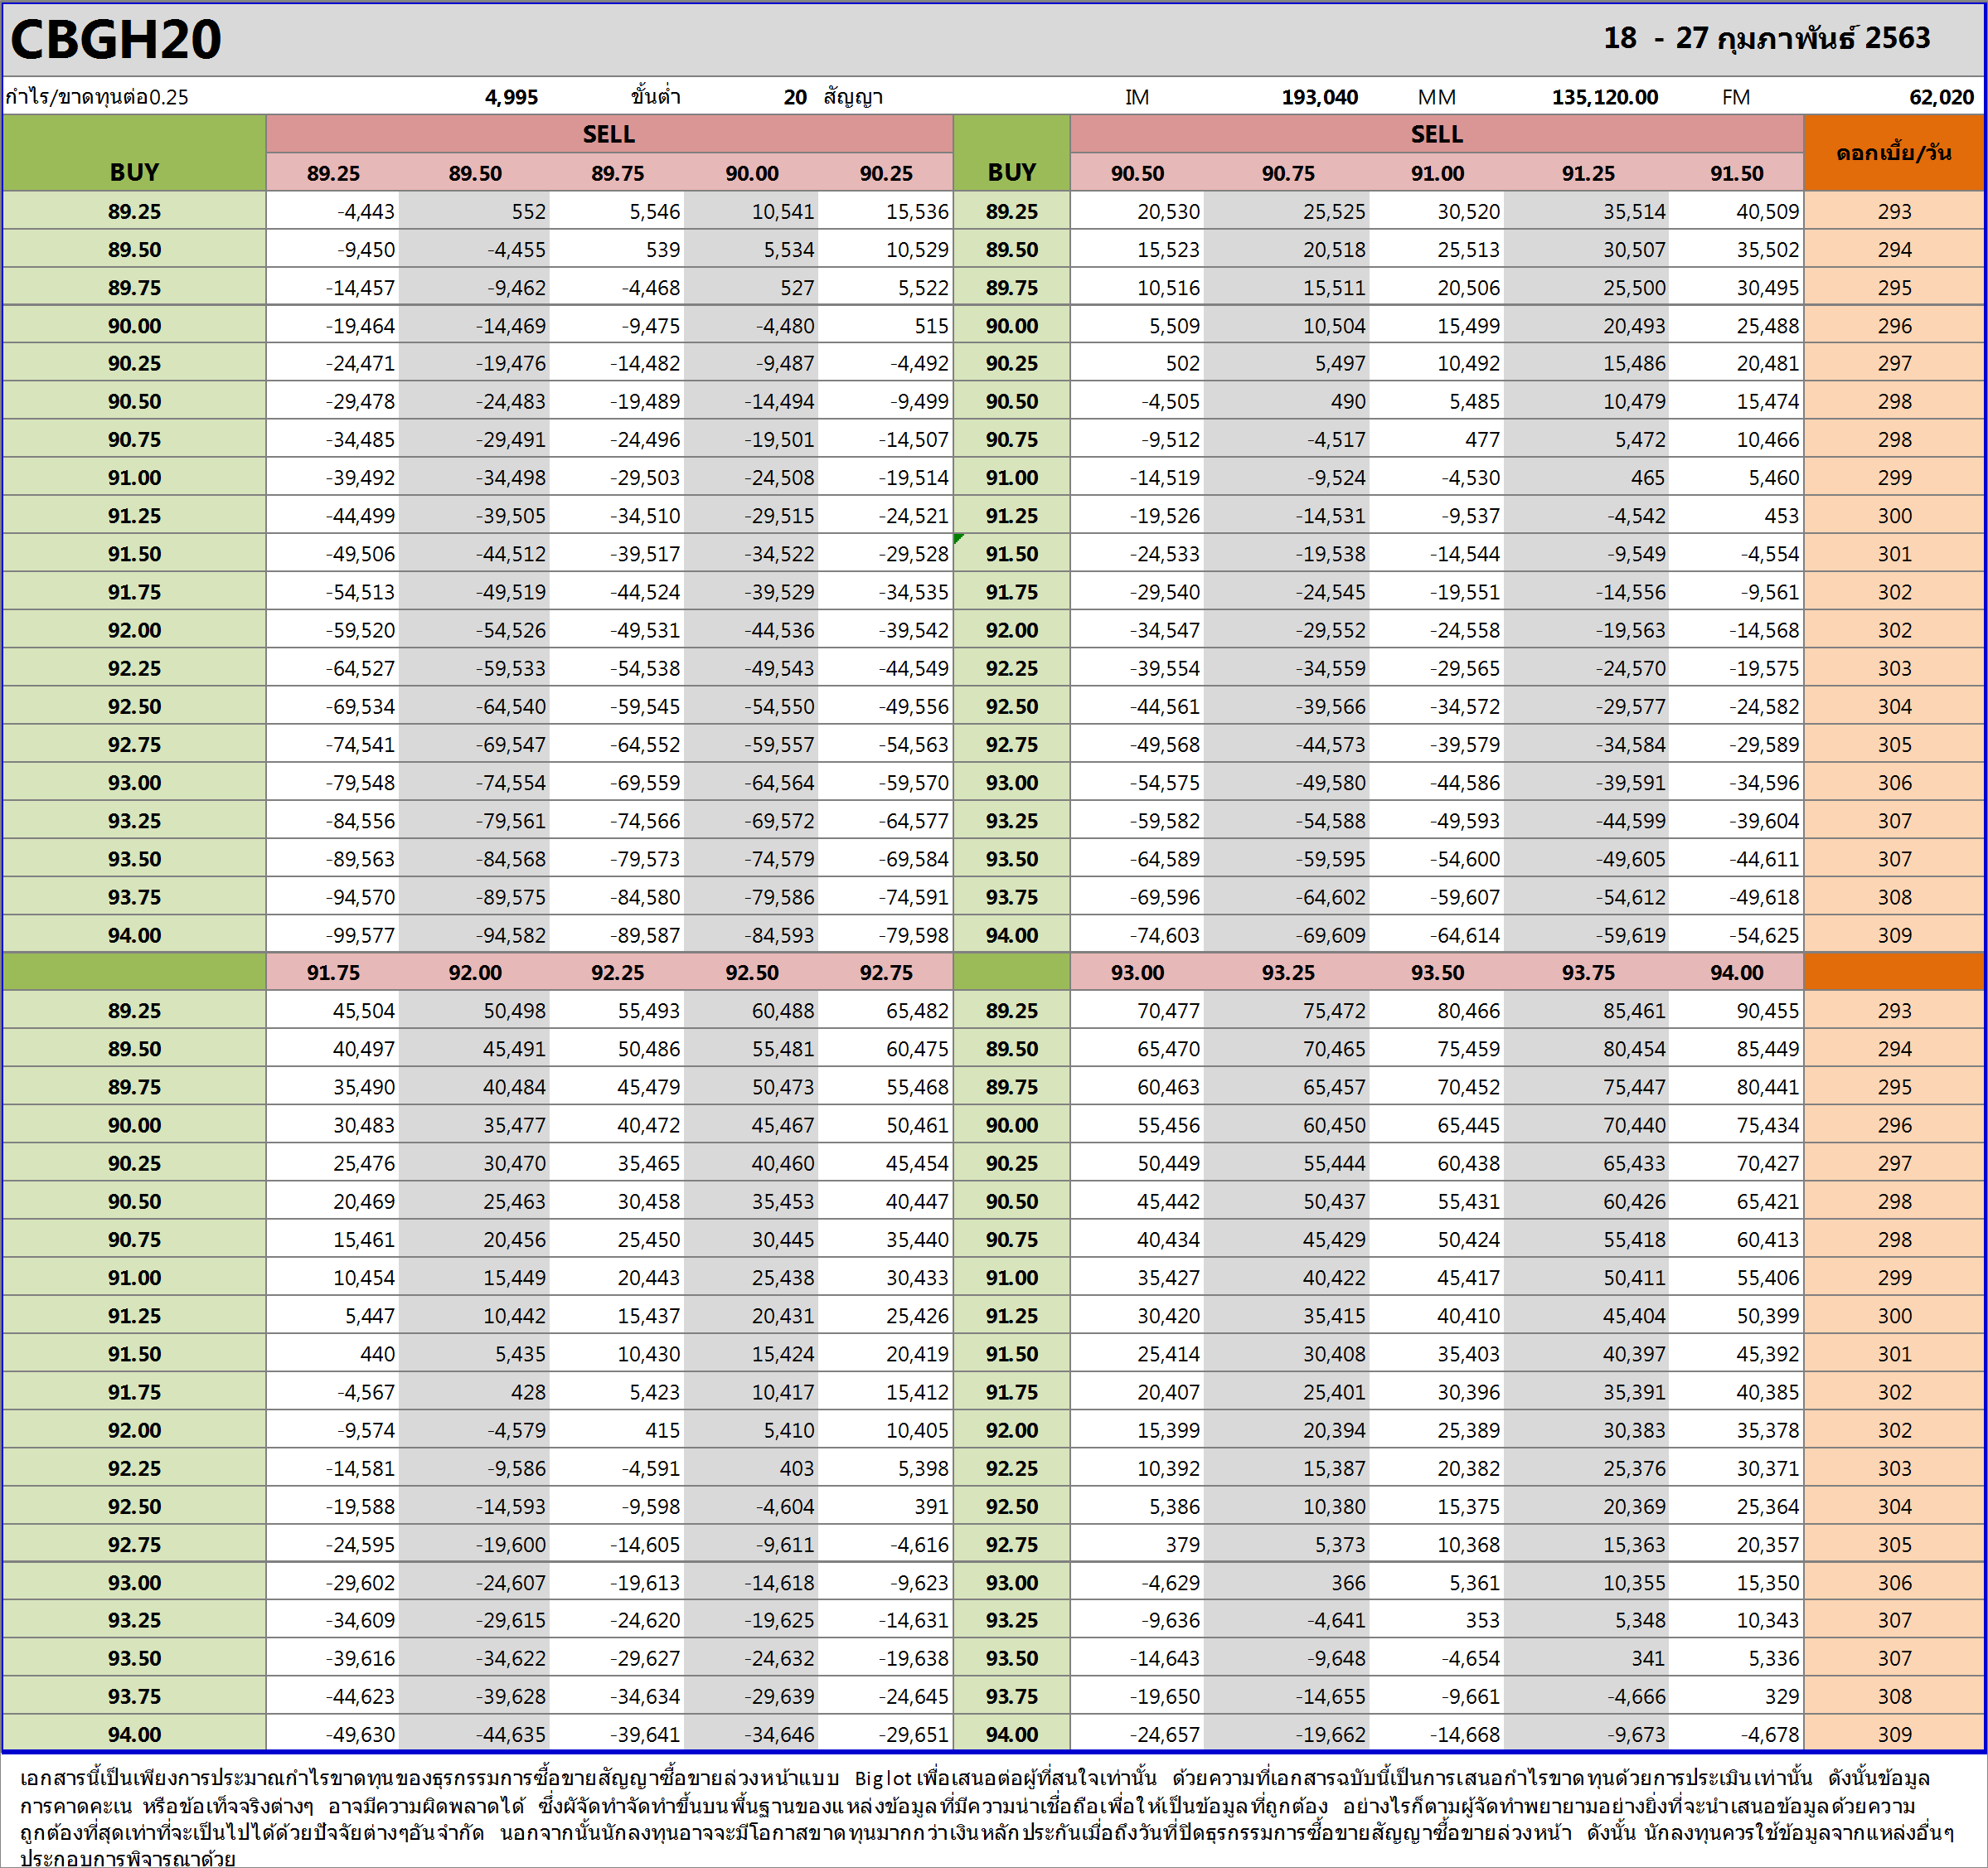 CBGH20 18 - 27 กุมภาพันธ์ 2563
กำไร/ขาดทุนต่อ0.25 4,995 ขั้นต่ำ 20 สัญญา IM 193,040 MM 135,120.00 FM 62,020
SELL SELL
BUY 89.25 89.50 89.75 90.00 90.25 BUY 90.50 90.75 91.00 91.25 91.50 ดอกเบี้ย/วัน
89.25 -4,443 552 5,546 10,541 15,536 89.25 20,530 25,525 30,520 35,514 40,509 293
89.50 -9,450 -4,455 539 5,534 10,529 89.50 15,523 20,518 25,513 30,507 35,502 294
89.75 -14,457 -9,462 -4,468 527 5,522 89.75 10,516 15,511 20,506 25,500 30,495 295
90.00 -19,464 -14,469 -9,475 -4,480 515 90.00 5,509 10,504 15,499 20,493 25,488 296
90.25 -24,471 -19,476 -14,482 -9,487 -4,492 90.25 502 5,497 10,492 15,486 20,481 297
90.50 -29,478 -24,483 -19,489 -14,494 -9,499 90.50 -4,505 490 5,485 10,479 15,474 298
90.75 -34,485 -29,491 -24,496 -19,501 -14,507 90.75 -9,512 -4,517 477 5,472 10,466 298
91.00 -39,492 -34,498 -29,503 -24,508 -19,514 91.00 -14,519 -9,524 -4,530 465 5,460 299
91.25 -44,499 -39,505 -34,510 -29,515 -24,521 91.25 -19,526 -14,531 -9,537 -4,542 453 300
91.50 -49,506 -44,512 -39,517 -34,522 -29,528 91.50 -24,533 -19,538 -14,544 -9,549 -4,554 301
91.75 -54,513 -49,519 -44,524 -39,529 -34,535 91.75 -29,540 -24,545 -19,551 -14,556 -9,561 302
92.00 -59,520 -54,526 -49,531 -44,536 -39,542 92.00 -34,547 -29,552 -24,558 -19,563 -14,568 302
92.25 -64,527 -59,533 -54,538 -49,543 -44,549 92.25 -39,554 -34,559 -29,565 -24,570 -19,575 303
92.50 -69,534 -64,540 -59,545 -54,550 -49,556 92.50 -44,561 -39,566 -34,572 -29,577 -24,582 304
92.75 -74,541 -69,547 -64,552 -59,557 -54,563 92.75 -49,568 -44,573 -39,579 -34,584 -29,589 305
93.00 -79,548 -74,554 -69,559 -64,564 -59,570 93.00 -54,575 -49,580 -44,586 -39,591 -34,596 306
93.25 -84,556 -79,561 -74,566 -69,572 -64,577 93.25 -59,582 -54,588 -49,593 -44,599 -39,604 307
93.50 -89,563 -84,568 -79,573 -74,579 -69,584 93.50 -64,589 -59,595 -54,600 -49,605 -44,611 307
93.75 -94,570 -89,575 -84,580 -79,586 -74,591 93.75 -69,596 -64,602 -59,607 -54,612 -49,618 308
94.00 -99,577 -94,582 -89,587 -84,593 -79,598 94.00 -74,603 -69,609 -64,614 -59,619 -54,625 309
91.75 92.00 92.25 92.50 92.75 93.00 93.25 93.50 93.75 94.00
89.25 45,504 50,498 55,493 60,488 65,482 89.25 70,477 75,472 80,466 85,461 90,455 293
89.50 40,497 45,491 50,486 55,481 60,475 89.50 65,470 70,465 75,459 80,454 85,449 294
89.75 35,490 40,484 45,479 50,473 55,468 89.75 60,463 65,457 70,452 75,447 80,441 295
90.00 30,483 35,477 40,472 45,467 50,461 90.00 55,456 60,450 65,445 70,440 75,434 296
90.25 25,476 30,470 35,465 40,460 45,454 90.25 50,449 55,444 60,438 65,433 70,427 297
90.50 20,469 25,463 30,458 35,453 40,447 90.50 45,442 50,437 55,431 60,426 65,421 298
90.75 15,461 20,456 25,450 30,445 35,440 90.75 40,434 45,429 50,424 55,418 60,413 298
91.00 10,454 15,449 20,443 25,438 30,433 91.00 35,427 40,422 45,417 50,411 55,406 299
91.25 5,447 10,442 15,437 20,431 25,426 91.25 30,420 35,415 40,410 45,404 50,399 300
91.50 440 5,435 10,430 15,424 20,419 91.50 25,414 30,408 35,403 40,397 45,392 301
91.75 -4,567 428 5,423 10,417 15,412 91.75 20,407 25,401 30,396 35,391 40,385 302
92.00 -9,574 -4,579 415 5,410 10,405 92.00 15,399 20,394 25,389 30,383 35,378 302
92.25 -14,581 -9,586 -4,591 403 5,398 92.25 10,392 15,387 20,382 25,376 30,371 303
92.50 -19,588 -14,593 -9,598 -4,604 391 92.50 5,386 10,380 15,375 20,369 25,364 304
92.75 -24,595 -19,600 -14,605 -9,611 -4,616 92.75 379 5,373 10,368 15,363 20,357 305
93.00 -29,602 -24,607 -19,613 -14,618 -9,623 93.00 -4,629 366 5,361 10,355 15,350 306
93.25 -34,609 -29,615 -24,620 -19,625 -14,631 93.25 -9,636 -4,641 353 5,348 10,343 307
93.50 -39,616 -34,622 -29,627 -24,632 -19,638 93.50 -14,643 -9,648 -4,654 341 5,336 307
93.75 -44,623 -39,628 -34,634 -29,639 -24,645 93.75 -19,650 -14,655 -9,661 -4,666 329 308
94.00 -49,630 -44,635 -39,641 -34,646 -29,651 94.00 -24,657 -19,662 -14,668 -9,673 -4,678 309
เอกสารนี้เป็นเพียงการประมาณกำไรขาดทุนของธุรกรรมการซื้อขายสัญญาซื้อขายล่วงหน้าแบบ Big lot เพื่อเสนอต่อผู้ที่สนใจเท่านั้น ด้วยความที่เอกสารฉบับนี้เป็นการเสนอกำไรขาดทุนด้วยการประเมินเท่านั้น ดังนั้นข้อมูล
การคาดคะเน หรือข้อเท็จจริงต่างๆ อาจมีความผิดพลาดได้ ซึ่งผัจัดทำจัดทำขึ้นบนพื้นฐานของแหล่งข้อมูลที่มีความน่าเชื่อถือเพื่อให้เป็นข้อมูลที่ถูกต้อง อย่างไรก็ตามผู้จัดทำพยายามอย่างยิ่งที่จะนำเสนอข้อมูลด้วยความ
ถูกต้องที่สุดเท่าที่จะเป็นไปได้ด้วยปัจจัยต่างๆอันจำกัด นอกจากนั้นนักลงทุนอาจจะมีโอกาสขาดทุนมากกว่าเงินหลักประกันเมื่อถึงวันที่ปิดธุรกรรมการซื้อขายสัญญาซื้อขายล่วงหน้า ดังนั้น นักลงทุนควรใช้ข้อมูลจากแหล่งอื่นๆ
ประกอบการพิจารณาด้วย